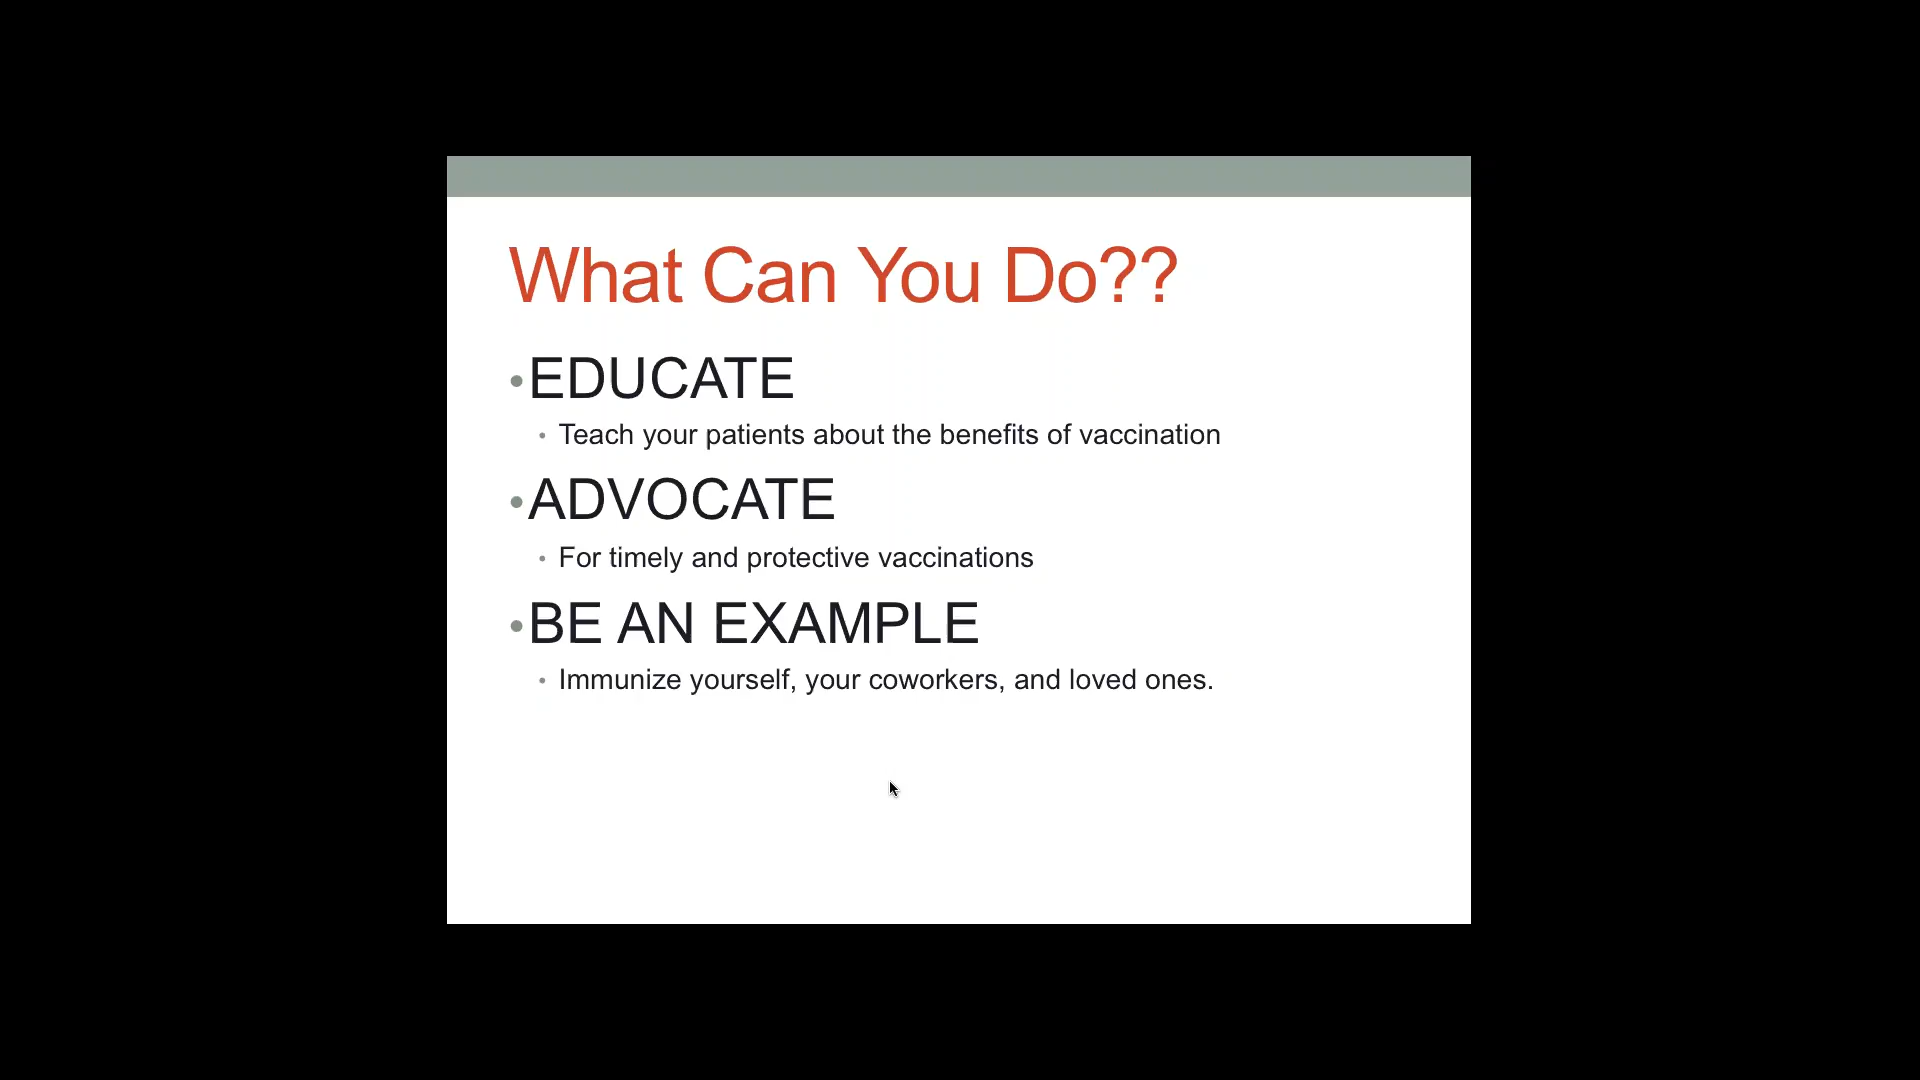 What Can You Do??
•EDUCATE
• Teach your patients about the benefits of vaccination
•ADVOCATE
• For timely and protective vaccinations
•BE AN EXAMPLE
• Immunize yourself, your coworkers, and loved ones.